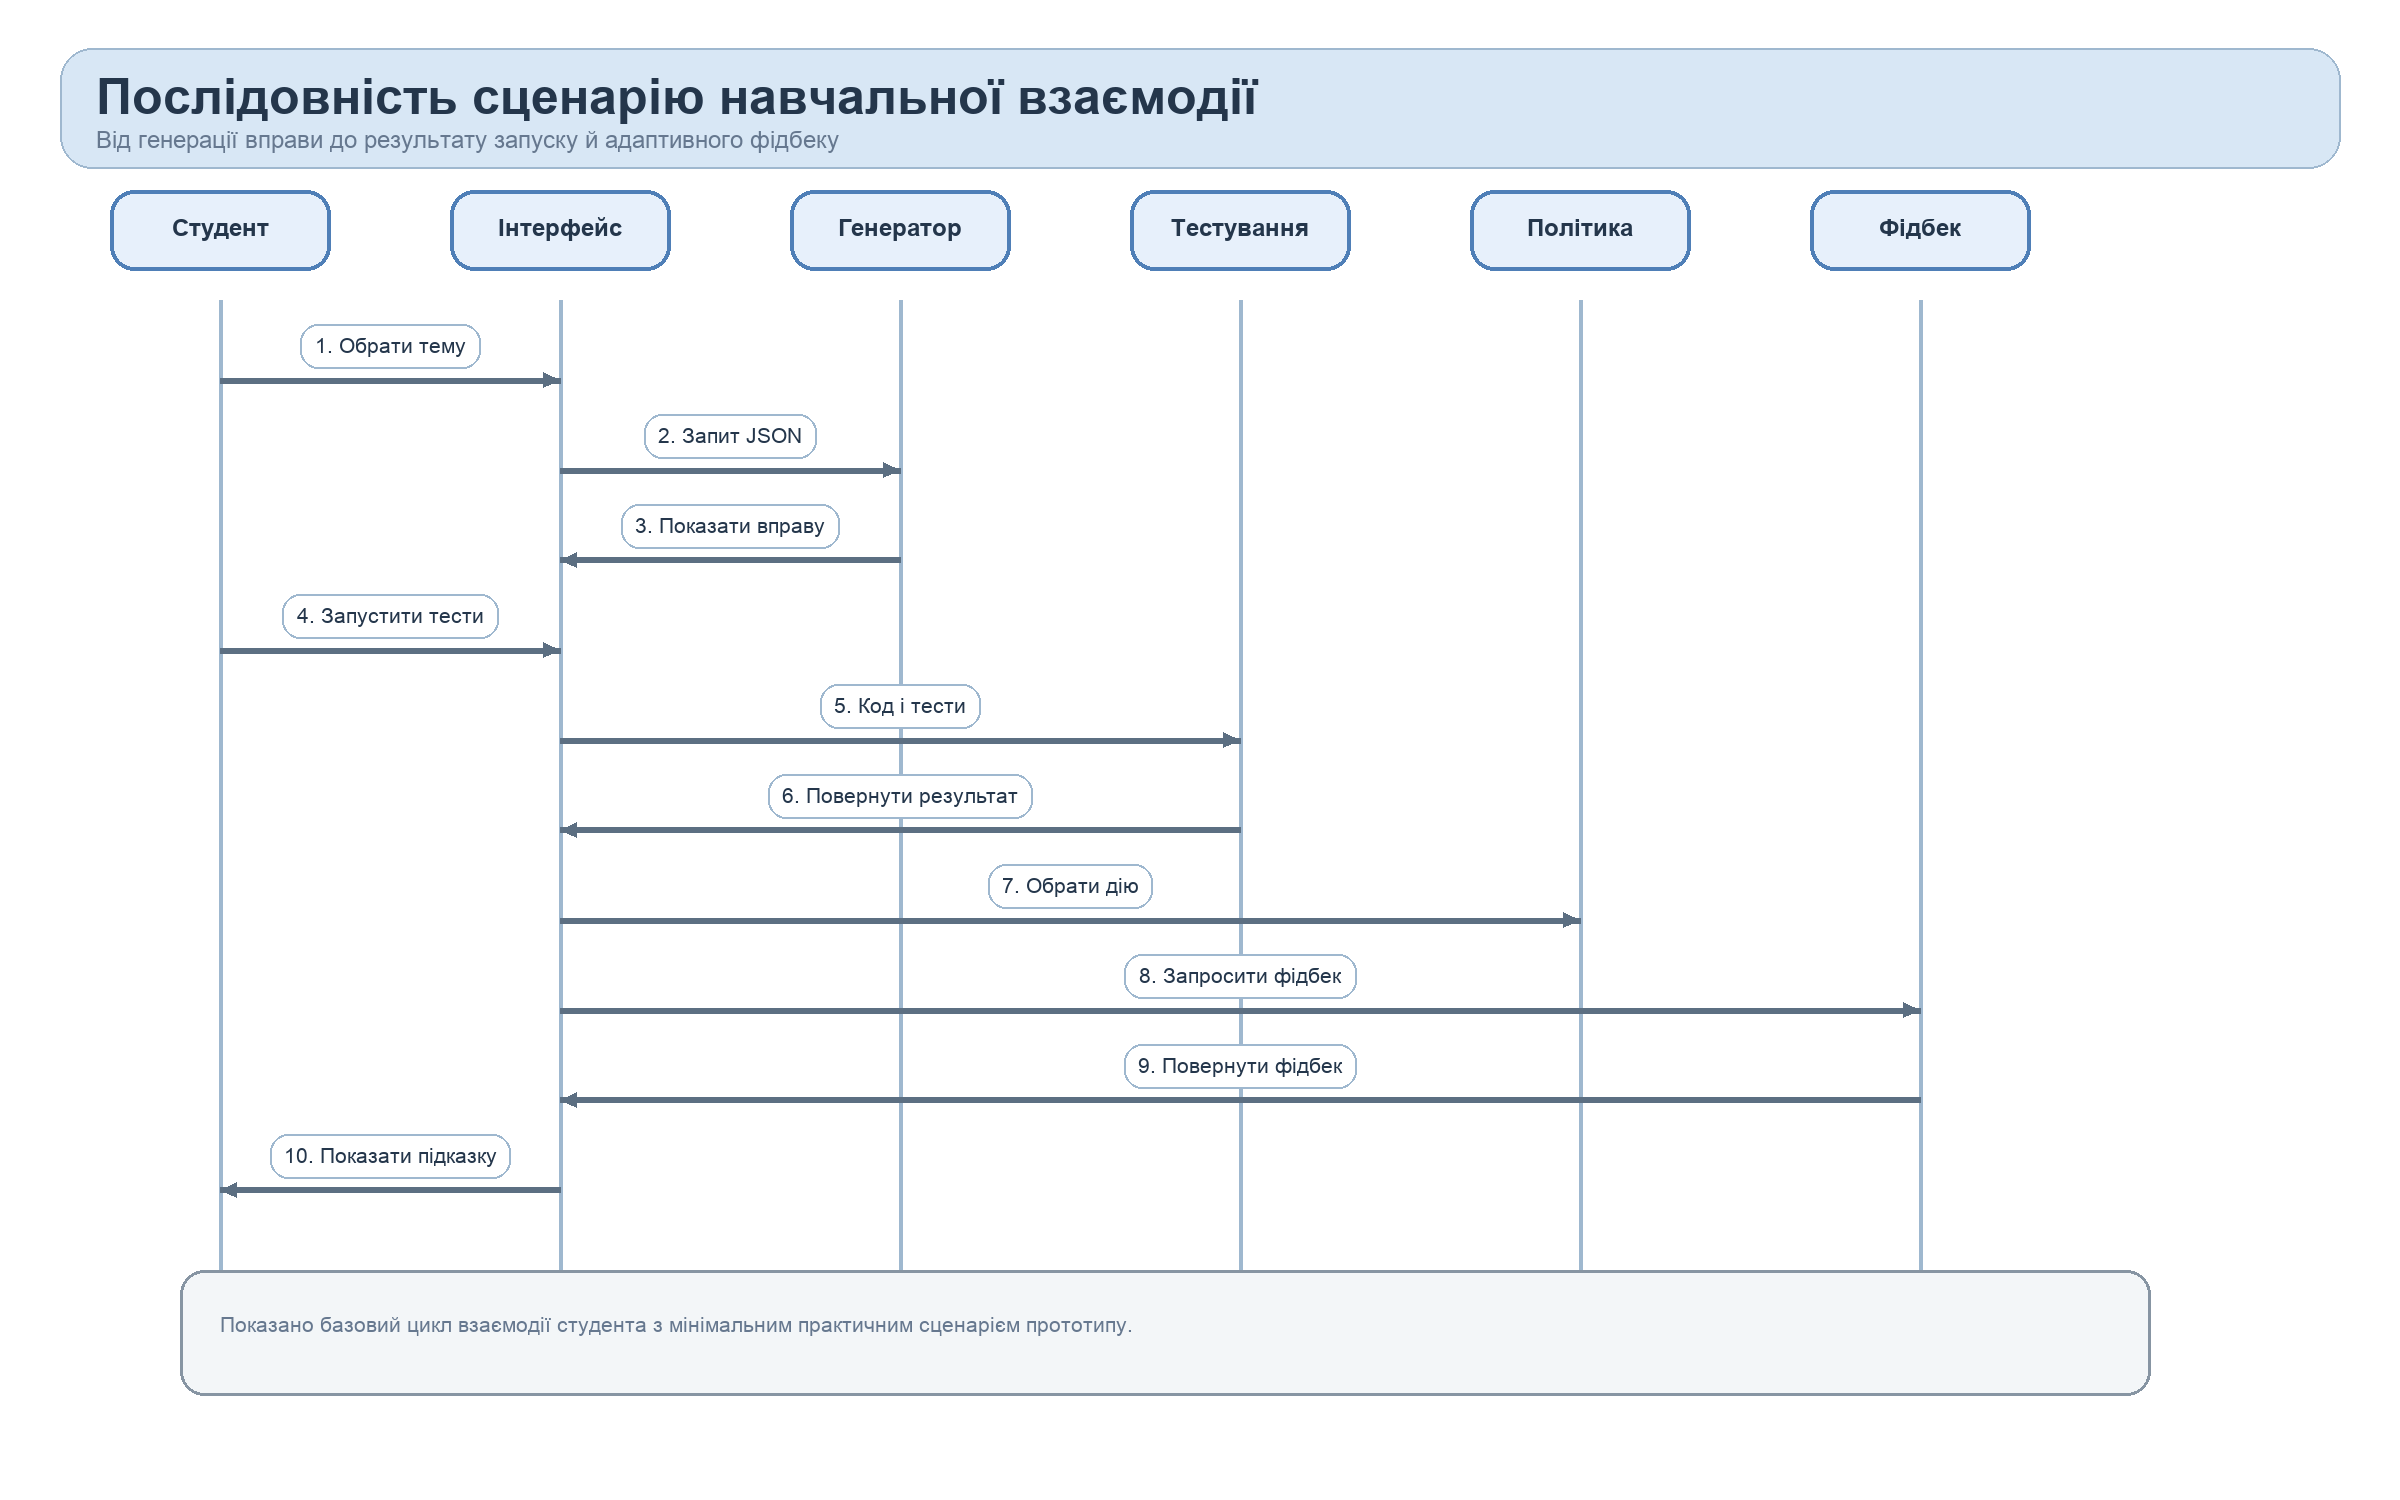 Послідовність сценарію навчальної взаємодії
Від генерації вправи до результату запуску й адаптивного фідбеку
Студент
Інтерфейс
Генератор
Тестування
Політика
Фідбек
1. Обрати тему
2. Запит JSON
3. Показати вправу
4. Запустити тести
5. Код і тести
6. Повернути результат
7. Обрати дію
8. Запросити фідбек
9. Повернути фідбек
10. Показати підказку
Показано базовий цикл взаємодії студента з мінімальним практичним сценарієм прототипу.